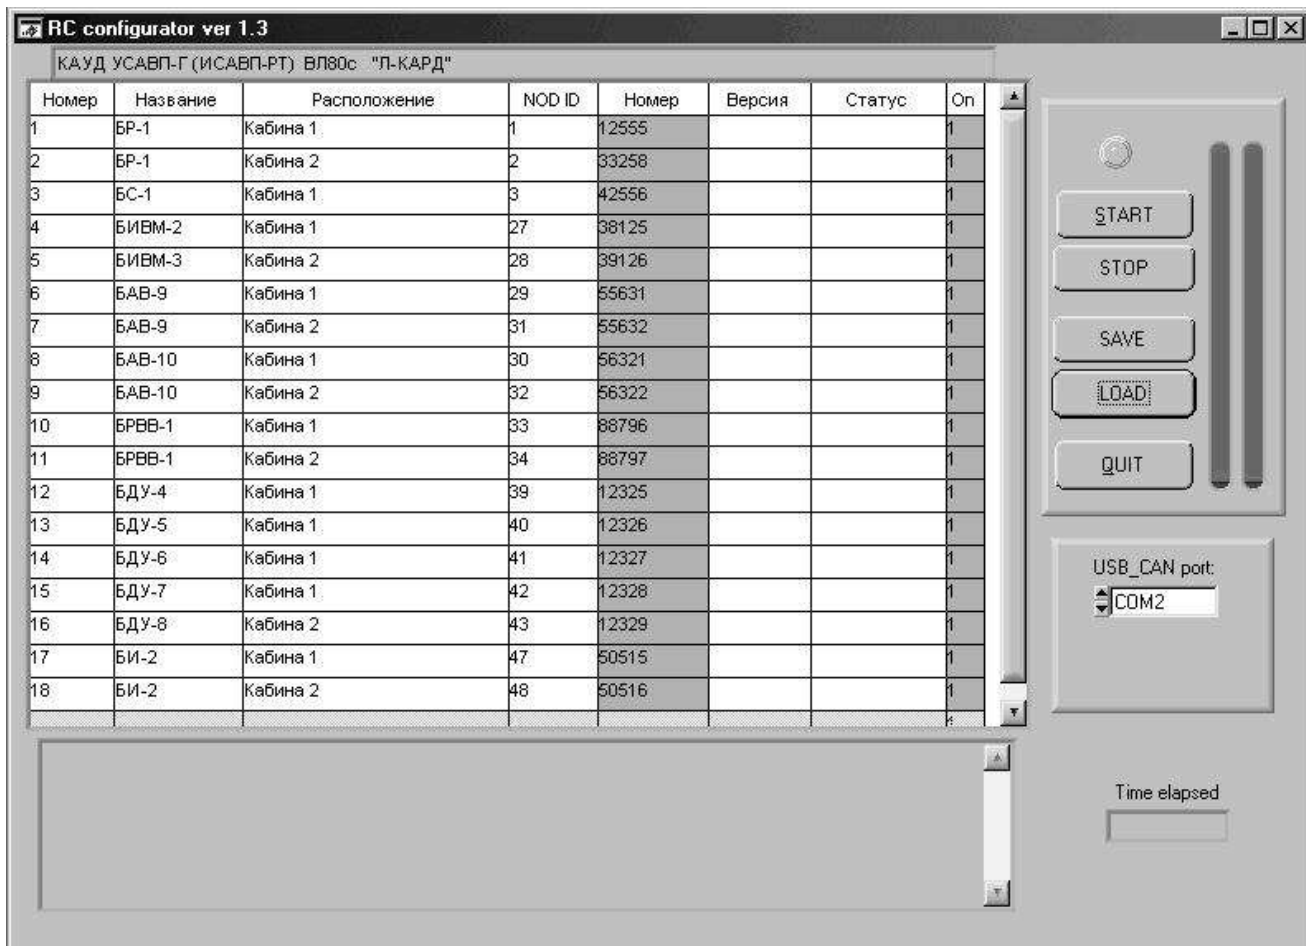 RC configurator ver 1.3
КАУД УСАВП-Г (ИСАВП-РТ) ВЛ80с "Л-КАРД"
Номер Название Расположение NOD ID Номер Версия Статус On
1 БР-1 Кабина 1 1 12555 1
2 БР-1 Кабина 2 2 33258 1
3 БС-1 Кабина 1 3 42556 1
4 БИВМ-2 Кабина 1 27 38125 1
5 БИВМ-3 Кабина 2 28 39126 1
6 БАВ-9 Кабина 1 29 55631 1
7 БАВ-9 Кабина 2 31 55632 1
8 БАВ-10 Кабина 1 30 56321 1
9 БАВ-10 Кабина 2 32 56322 1
10 БРВВ-1 Кабина 1 33 88796 1
11 БРВВ-1 Кабина 2 34 88797 1
12 БДУ-4 Кабина 1 39 12325 1
13 БДУ-5 Кабина 1 40 12326 1
14 БДУ-6 Кабина 1 41 12327 1
15 БДУ-7 Кабина 1 42 12328 1
16 БДУ-8 Кабина 2 43 12329 1
17 БИ-2 Кабина 1 47 50515 1
18 БИ-2 Кабина 2 48 50516 1
START
STOP
SAVE
LOAD
QUIT
USB_CAN port:
COM2
Time elapsed